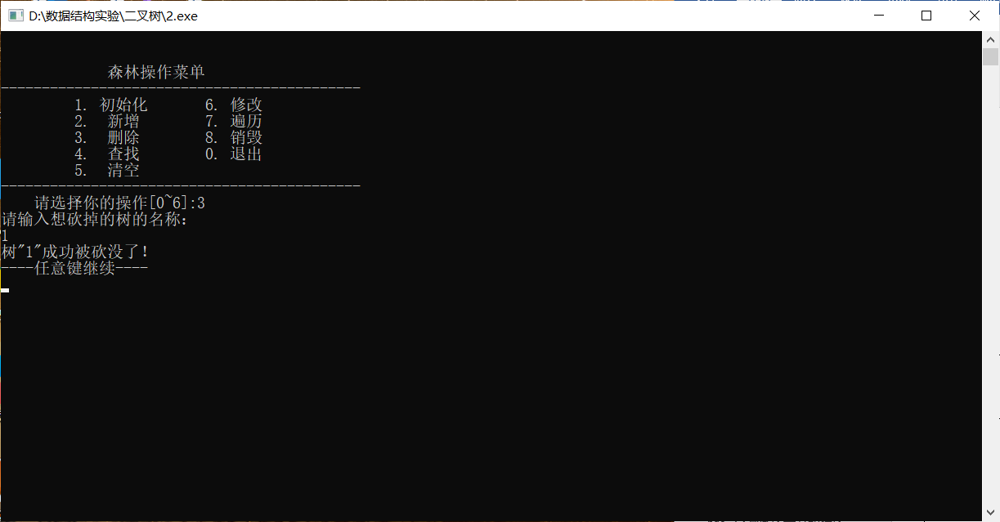 D:\数据结构实验\二叉树\2.exe
森林操作菜单
--------------------------------------------
1. 初始化 6. 修改
2. 新增 7. 遍历
3. 删除 8. 销毁
4. 查找 0. 退出
5. 清空
--------------------------------------------
请选择你的操作[0~6]:3
请输入想砍掉的树的名称:
1
树"1"成功被砍没了!
----任意键继续----